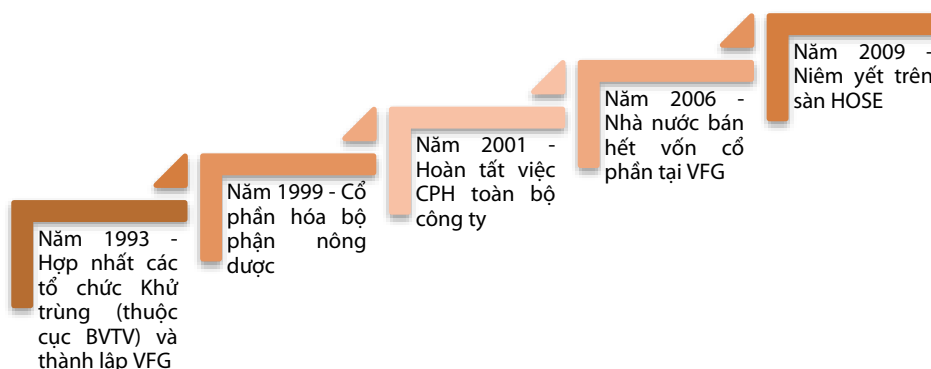 Năm 1993 -
Hợp nhất các
tổ chức Khử
trùng (thuộc
cục BVTV) và
thành lập VFG
Năm 1999 - Cổ
phần hóa bộ
phận nông
dược
Năm 2001 -
Hoàn tất việc
CPH toàn bộ
công ty
Năm 2006 -
Nhà nước bán
hết vốn cổ
phần tại VFG
Năm 2009 -
Niêm yết trên
sàn HOSE